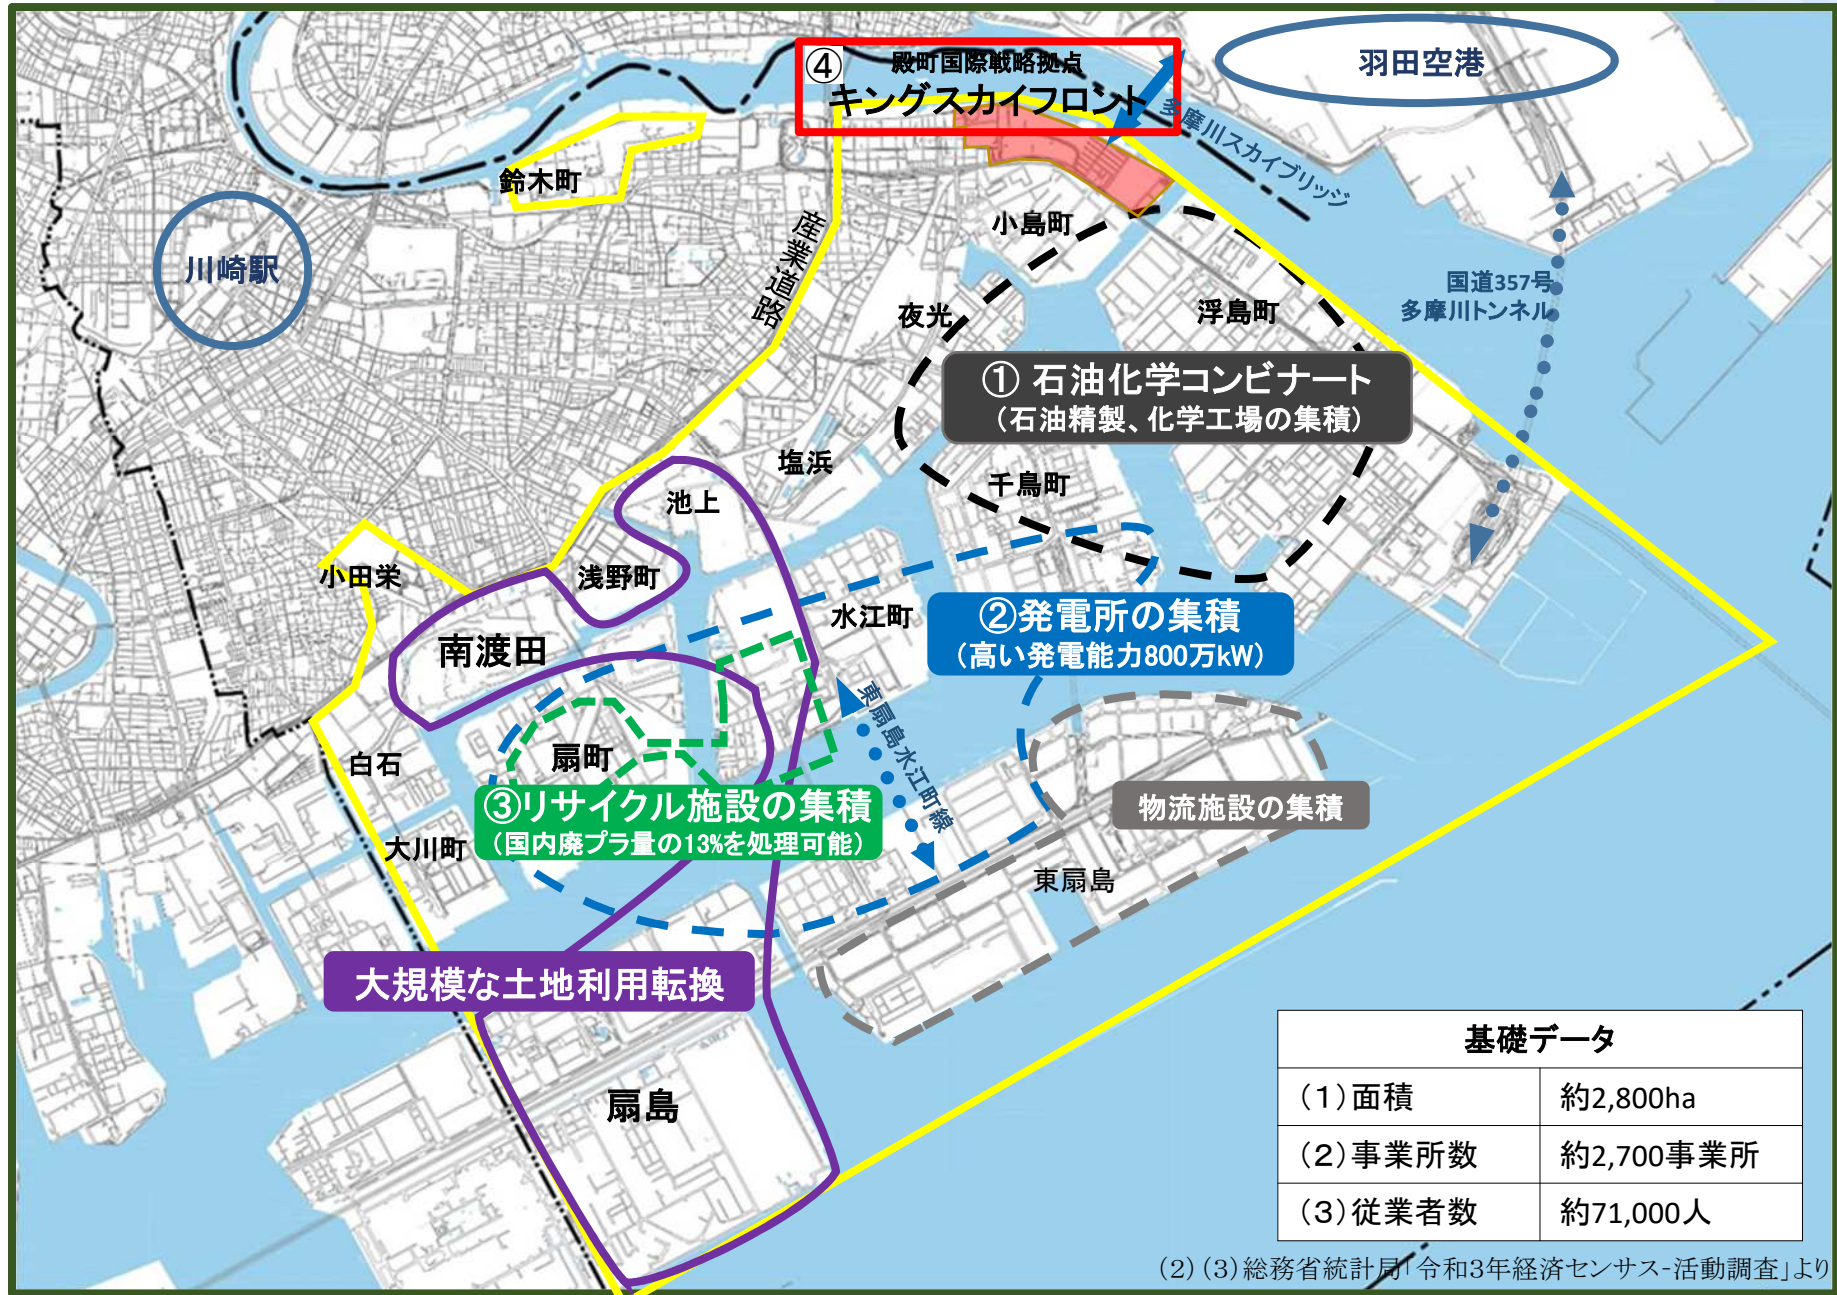 ④ 殿町国際戦略拠点
キングスカイフロント
羽田空港
多摩川スカイブリッジ
鈴木町
川崎駅
産業道路
小島町
国道357号
多摩川トンネル
夜光
浮島町
① 石油化学コンビナート
（石油精製、化学工場の集積）
塩浜
池上
千鳥町
小田栄
浅野町
水江町
②発電所の集積
（高い発電能力800万kW）
南渡田
東扇島水江町線
白石
扇町
③リサイクル施設の集積
（国内廃プラ量の13%を処理可能）
物流施設の集積
大川町
東扇島
大規模な土地利用転換
扇島
基礎データ
（1）面積 約2,800ha
（2）事業所数 約2,700事業所
（3）従業者数 約71,000人
（2）（3）総務省統計局「令和3年経済センサス-活動調査」より